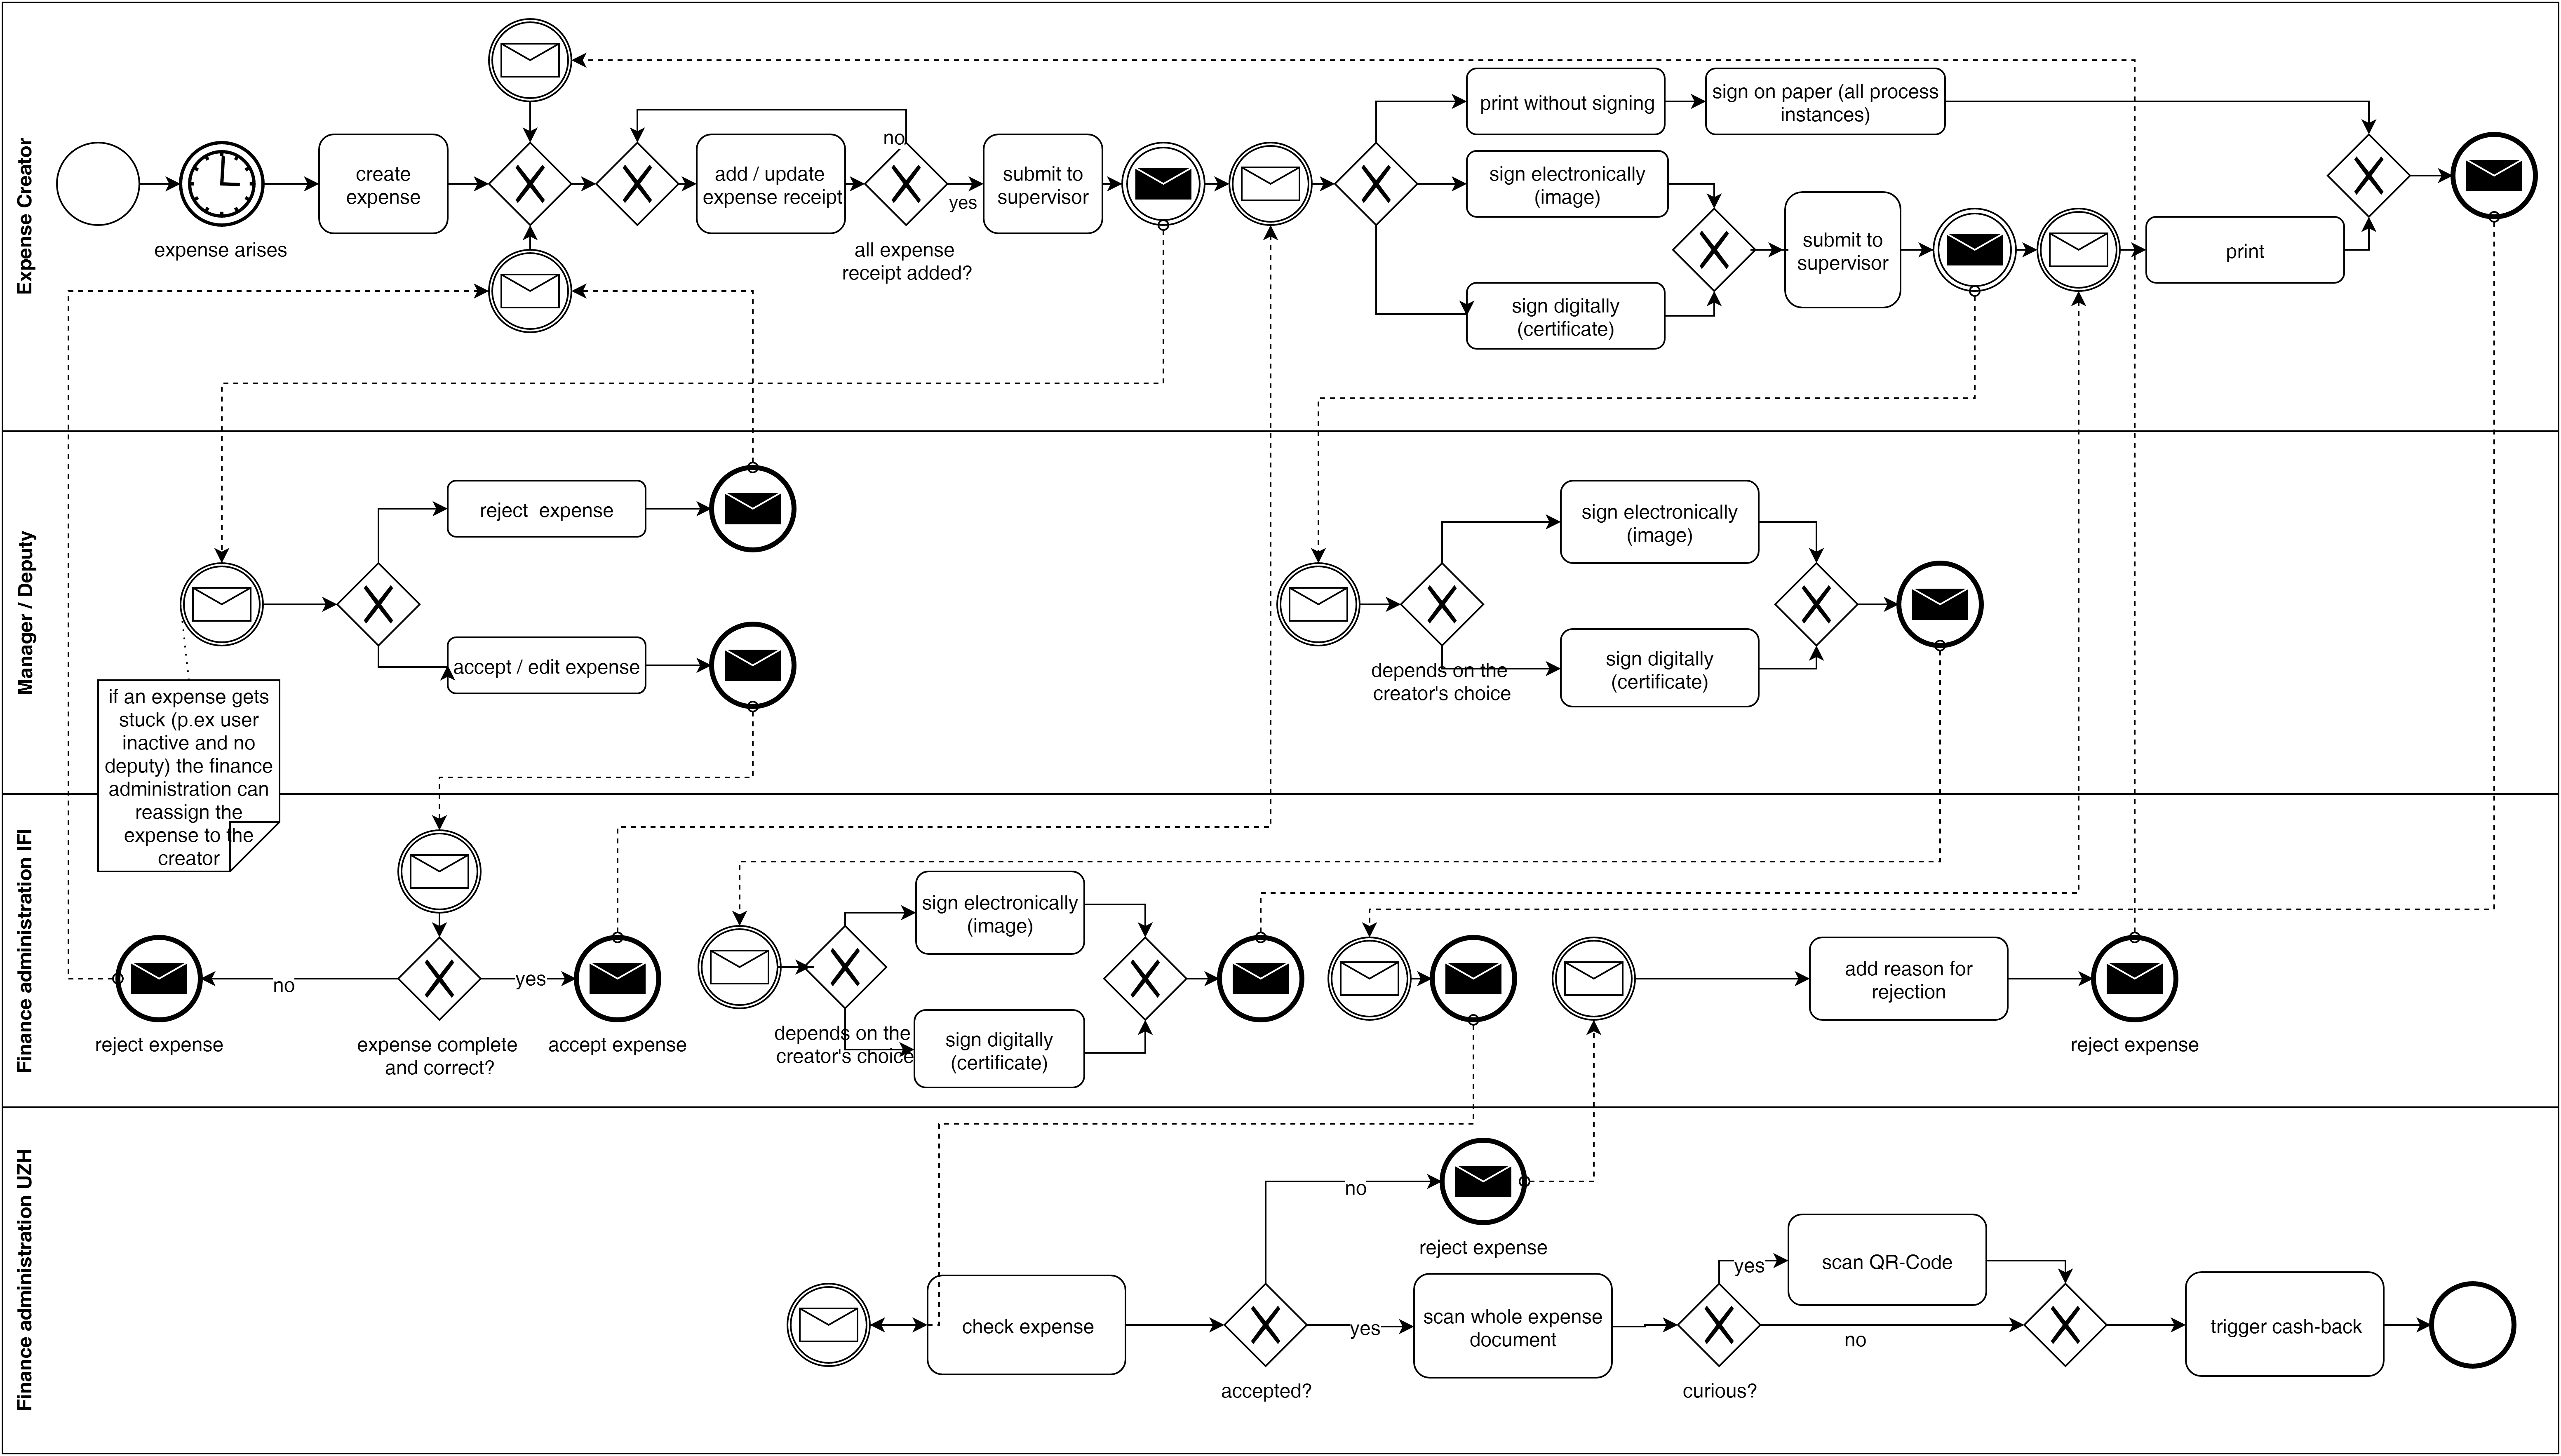 Expense Creator
expense arises
create
expense
no
add / update
expense receipt
yes
all expense
receipt added?
submit to
supervisor
print without signing
sign on paper (all process
instances)
sign electronically
(image)
sign digitally
(certificate)
submit to
supervisor
print
Manager / Deputy
reject  expense
accept / edit expense
if an expense gets
stuck (p.ex user
inactive and no
deputy) the finance
administration can
reassign the
expense to the
creator
depends on the
creator's choice
sign electronically
(image)
sign digitally
(certificate)
Finance administration IFI
reject expense
no
expense complete
and correct?
yes
accept expense
depends on the
creator's choice
sign electronically
(image)
sign digitally
(certificate)
add reason for
rejection
reject expense
Finance administration UZH
check expense
accepted?
no
reject expense
yes
scan whole expense
document
curious?
yes
scan QR-Code
no
trigger cash-back